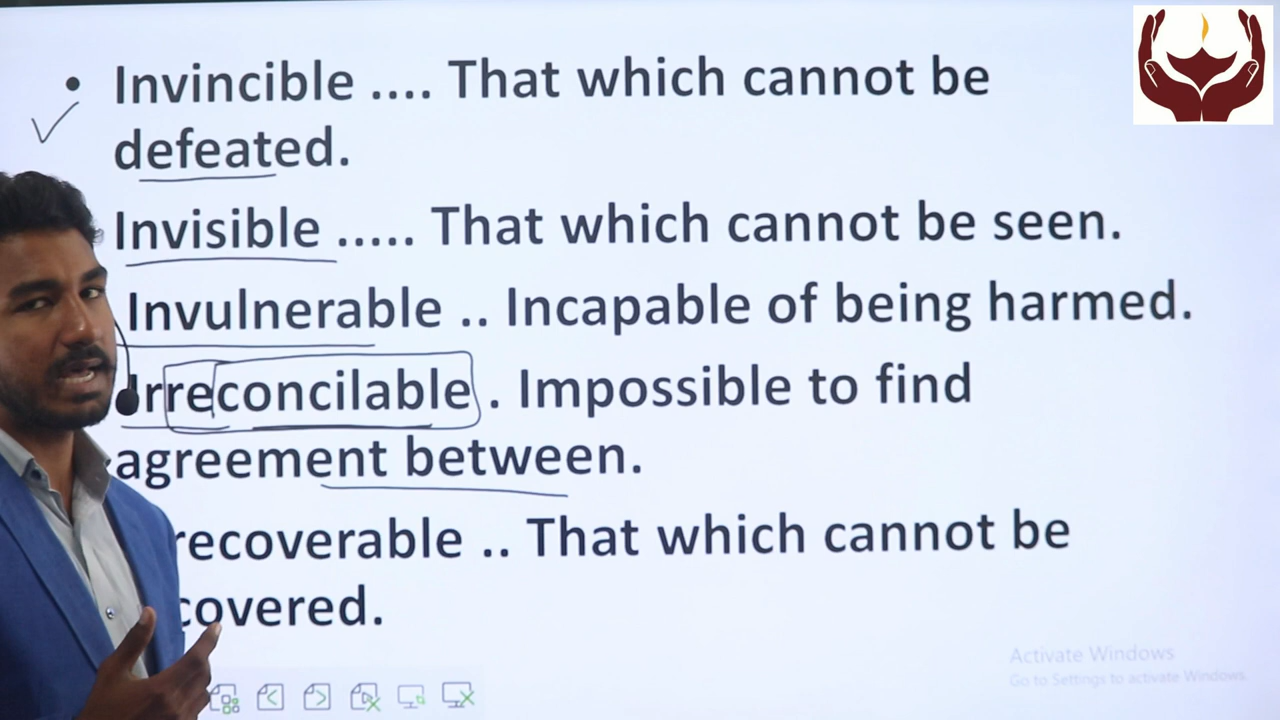 • Invincible .... That which cannot be
defeated.
Invisible ..... That which cannot be seen.
Invulnerable .. Incapable of being harmed.
Irreconcilable . Impossible to find
agreement between.
recoverable .. That which cannot be
covered.
Activate Windows
Go to Settings to activate Windows.